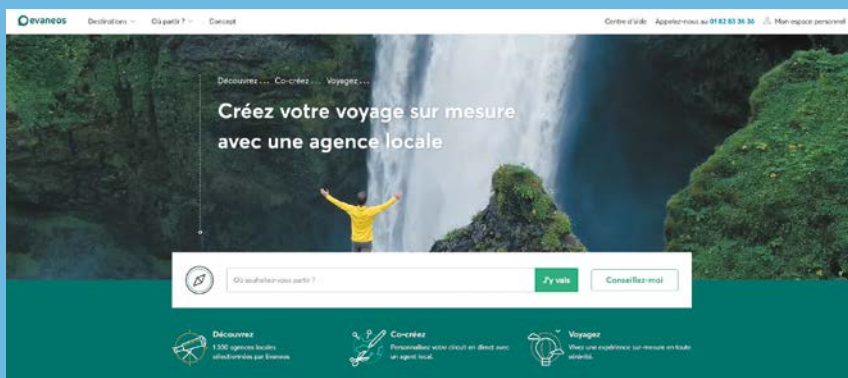 evaneos
Destinations
Où partir ?
Concept
Centre d'aide
Appelez-nous au 01 82 83 36 36
Mon espace personnel
Découvrez... Co-créez... Voyagez...
Créez votre voyage sur mesure
avec une agence locale
Où souhaitez-vous partir ?
J'y vais
Conseillez-moi
Découvrez
1 300 agences locales
sélectionnées par Evaneos
Co-créez
Personnalisez votre circuit en direct avec
un agent local.
Voyagez
Vivez une expérience sur-mesure en toute
sérénité.